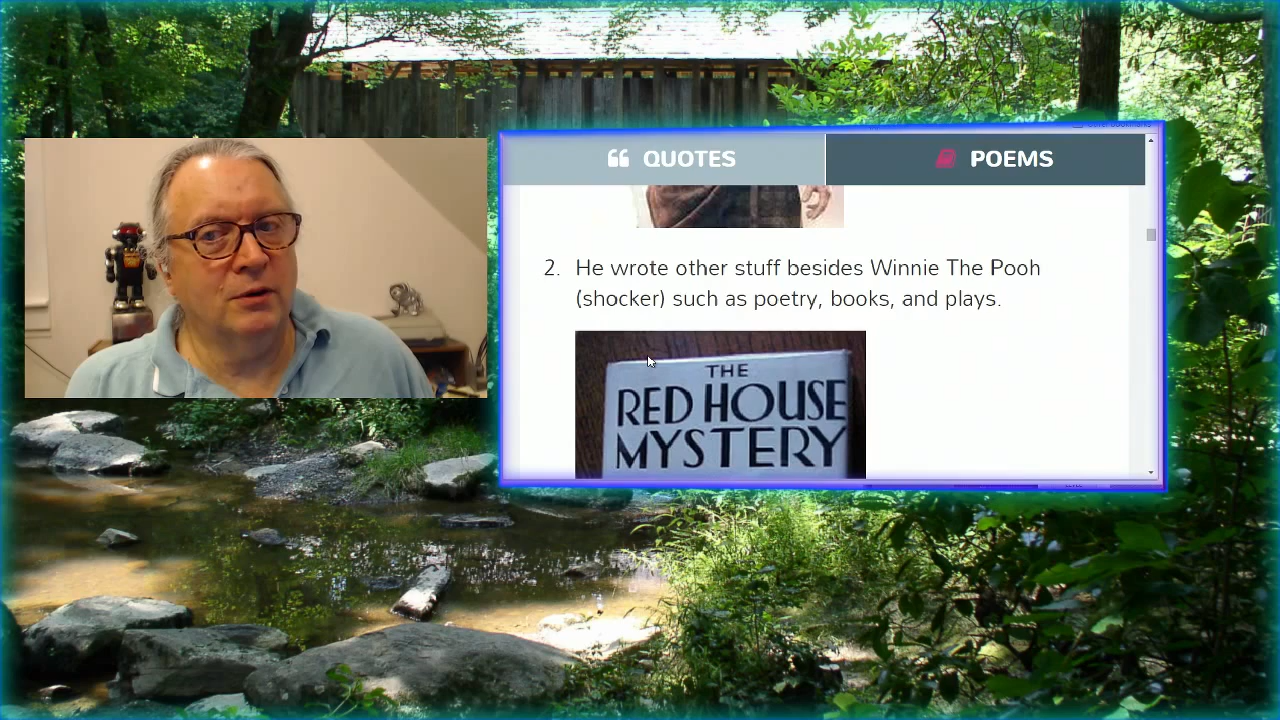 QUOTES
POEMS
2. He wrote other stuff besides Winnie The Pooh
(shocker) such as poetry, books, and plays.
THE
RED HOUSE
MYSTERY